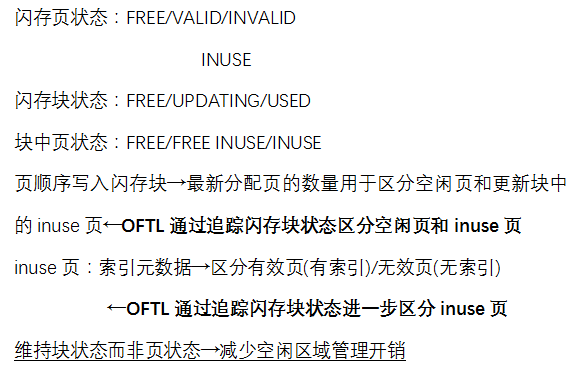 闪存页状态：FREE/VALID/INVALID
INUSE
闪存块状态：FREE/UPDATING/USED
块中页状态：FREE/FREE INUSE/INUSE
页顺序写入闪存块→最新分配页的数量用于区分空闲页和更新块中
的 inuse 页←OFTL 通过追踪闪存块状态区分空闲页和 inuse 页
inuse 页：索引元数据→区分有效页(有索引)/无效页(无索引)
←OFTL 通过追踪闪存块状态进一步区分 inuse 页
维持块状态而非页状态→减少空闲区域管理开销